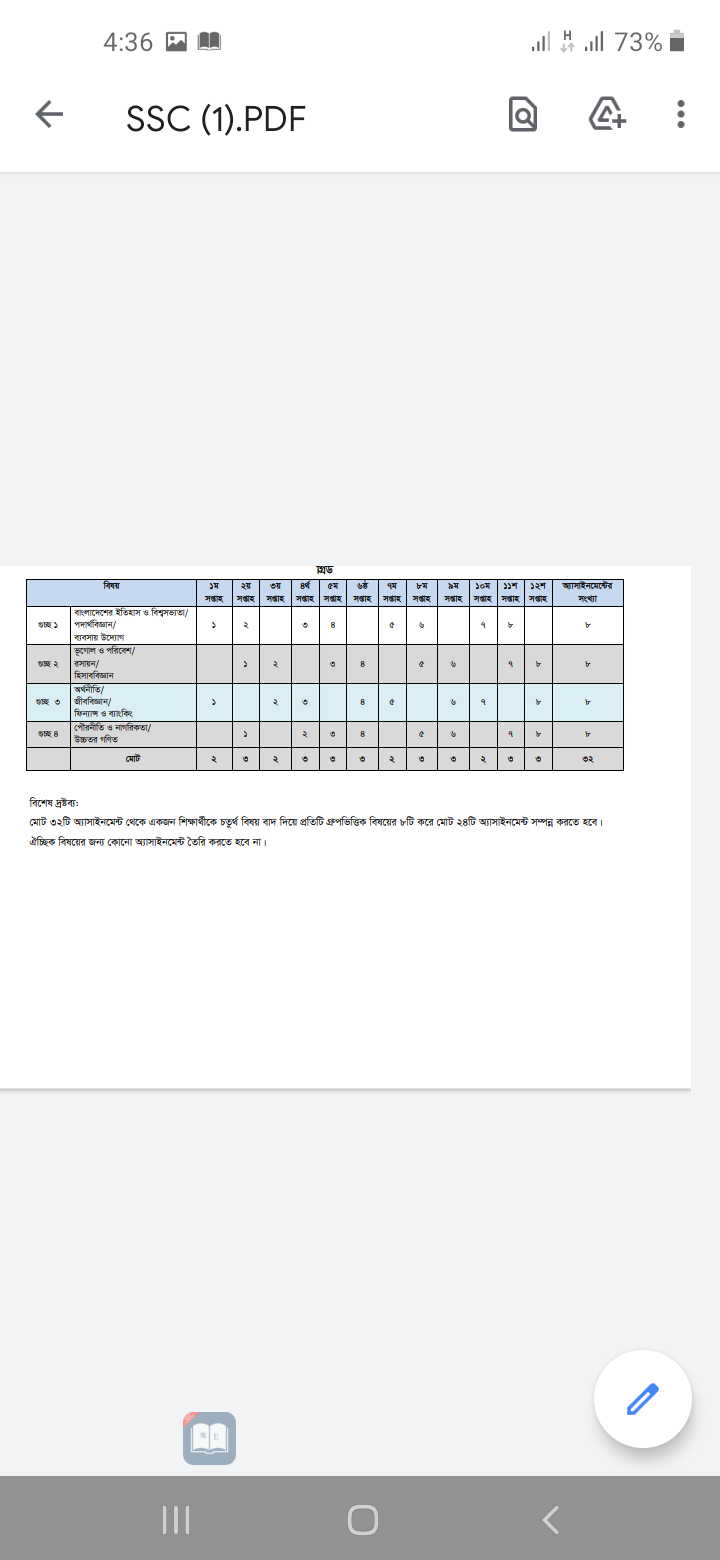 4:36 H 73%
SSC (1).PDF
গ্রিড
বিষয় ১ম সপ্তাহ ২য় সপ্তাহ ৩য় সপ্তাহ ৪র্থ সপ্তাহ ৫ম সপ্তাহ ৬ষ্ঠ সপ্তাহ ৭ম সপ্তাহ ৮ম সপ্তাহ ৯ম সপ্তাহ ১০ম সপ্তাহ ১১শ সপ্তাহ ১২শ সপ্তাহ অ্যাসাইনমেন্টের সংখ্যা
গুচ্ছ ১ বাংলাদেশের ইতিহাস ও বিশ্বসভ্যতা/
পদার্থবিজ্ঞান/ ১ ২ ৩ ৪ ৫ ৬ ৭ ৮ ৮
ব্যবসায় উদ্যোগ
ভূগোল ও পরিবেশ/
গুচ্ছ ২ রসায়ন/ ১ ২ ৩ ৪ ৫ ৬ ৭ ৮ ৮
হিসাববিজ্ঞান
অর্থনীতি/
গুচ্ছ ৩ জীববিজ্ঞান/ ১ ২ ৩ ৪ ৫ ৬ ৭ ৮ ৮
ফিন্যান্স ও ব্যাংকিং
গুচ্ছ ৪ পৌরনীতি ও নাগরিকতা/
উচ্চতর গণিত ১ ২ ৩ ৪ ৫ ৬ ৭ ৮ ৮
মোট ২ ৩ ২ ৩ ৩ ৩ ২ ৩ ৩ ২ ৩ ৩ ৩২
বিশেষ দ্রষ্টব্য:
মোট ৩২টি অ্যাসাইনমেন্ট থেকে একজন শিক্ষার্থীকে চতুর্থ বিষয় বাদ দিয়ে প্রতিটি গ্রুপভিত্তিক বিষয়ের ৮টি করে মোট ২৪টি অ্যাসাইনমেন্ট সম্পন্ন করতে হবে।
ঐচ্ছিক বিষয়ের জন্য কোনো অ্যাসাইনমেন্ট তৈরি করতে হবে না।
অ E